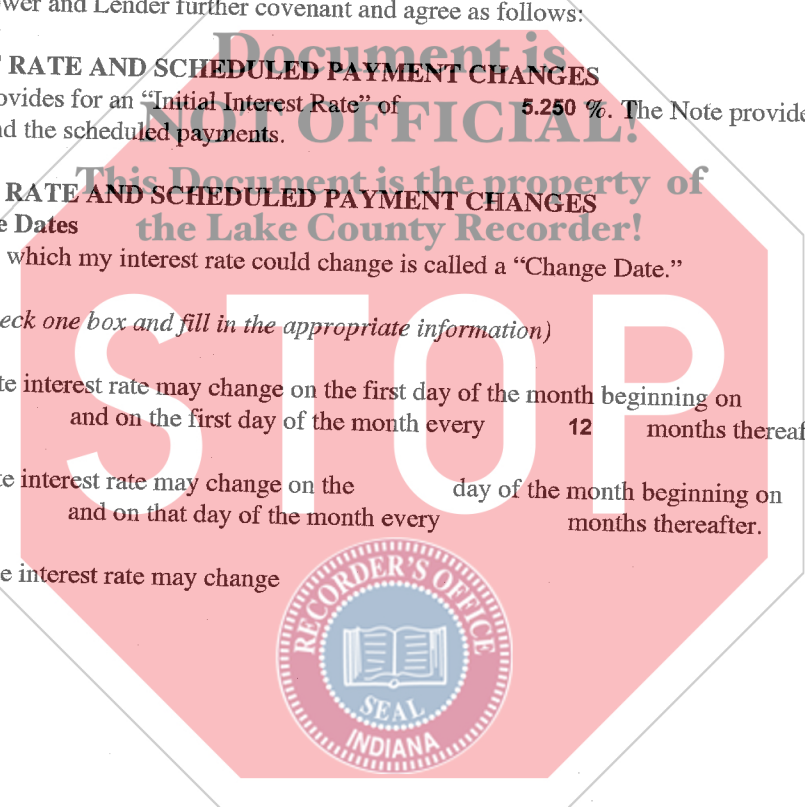 wer and Lender further covenant and agree as follows:
Document is
RATE AND SCHEDULED PAYMENT CHANGES
ovides for an “Initial Interest Rate” of 5.250 %. The Note provide
NOT OFFICIAL!
nd the scheduled payments.
This Document is the property of
RATE AND SCHEDULED PAYMENT CHANGES
e Dates
the Lake County Recorder!
which my interest rate could change is called a “Change Date.”
STOP
eck one box and fill in the appropriate information)
te interest rate may change on the first day of the month beginning on
and on the first day of the month every 12 months thereaf
te interest rate may change on the day of the month beginning on
and on that day of the month every months thereafter.
e interest rate may change
RECORDER'S OFFICE
SEAL
INDIANA